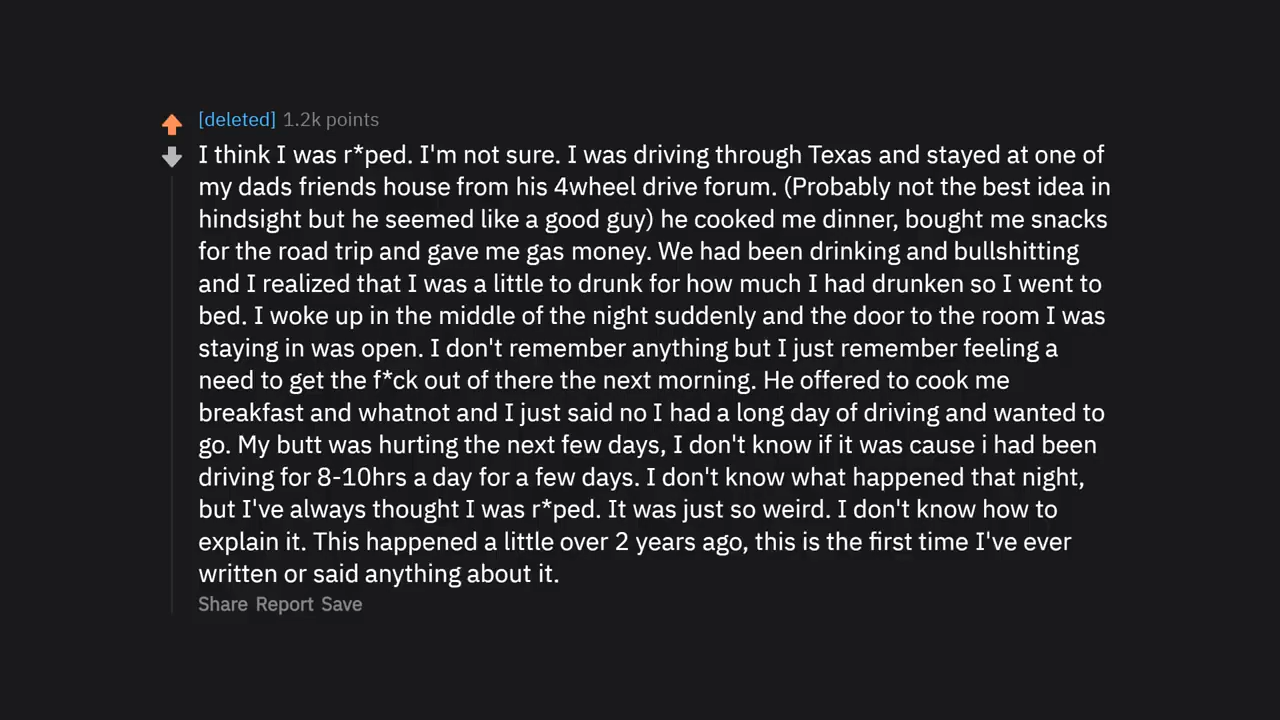 [deleted] 1.2k points
I think I was r*ped. I'm not sure. I was driving through Texas and stayed at one of
my dads friends house from his 4wheel drive forum. (Probably not the best idea in
hindsight but he seemed like a good guy) he cooked me dinner, bought me snacks
for the road trip and gave me gas money. We had been drinking and bullshitting
and I realized that I was a little to drunk for how much I had drunken so I went to
bed. I woke up in the middle of the night suddenly and the door to the room I was
staying in was open. I don't remember anything but I just remember feeling a
need to get the f*ck out of there the next morning. He offered to cook me
breakfast and whatnot and I just said no I had a long day of driving and wanted to
go. My butt was hurting the next few days, I don't know if it was cause i had been
driving for 8-10hrs a day for a few days. I don't know what happened that night,
but I've always thought I was r*ped. It was just so weird. I don't know how to
explain it. This happened a little over 2 years ago, this is the first time I've ever
written or said anything about it.
Share Report Save